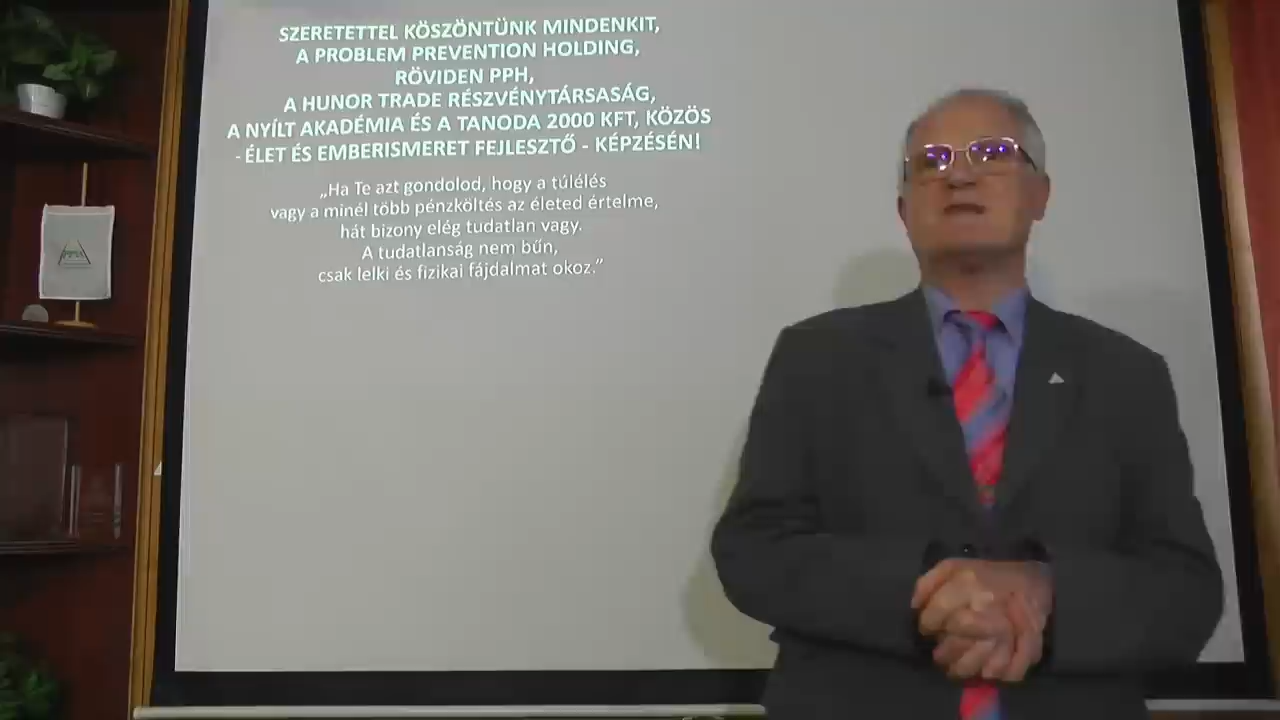 SZERETETTEL KÖSZÖNTÜNK MINDENKIT,
A PROBLEM PREVENTION HOLDING,
RÖVIDEN PPH,
A HUNOR TRADE RÉSZVÉNYTÁRSASÁG,
A NYÍLT AKADÉMIA ÉS A TANODA 2000 KFT, KÖZÖS
- ÉLET ÉS EMBERISMERET FEJLESZTŐ - KÉPZÉSÉN!
„Ha Te azt gondolod, hogy a túlélés
vagy a minél több pénzköltés az életed értelme,
hát bizony elég tudatlan vagy.
A tudatlanság nem bűn,
csak lelki és fizikai fájdalmat okoz.”